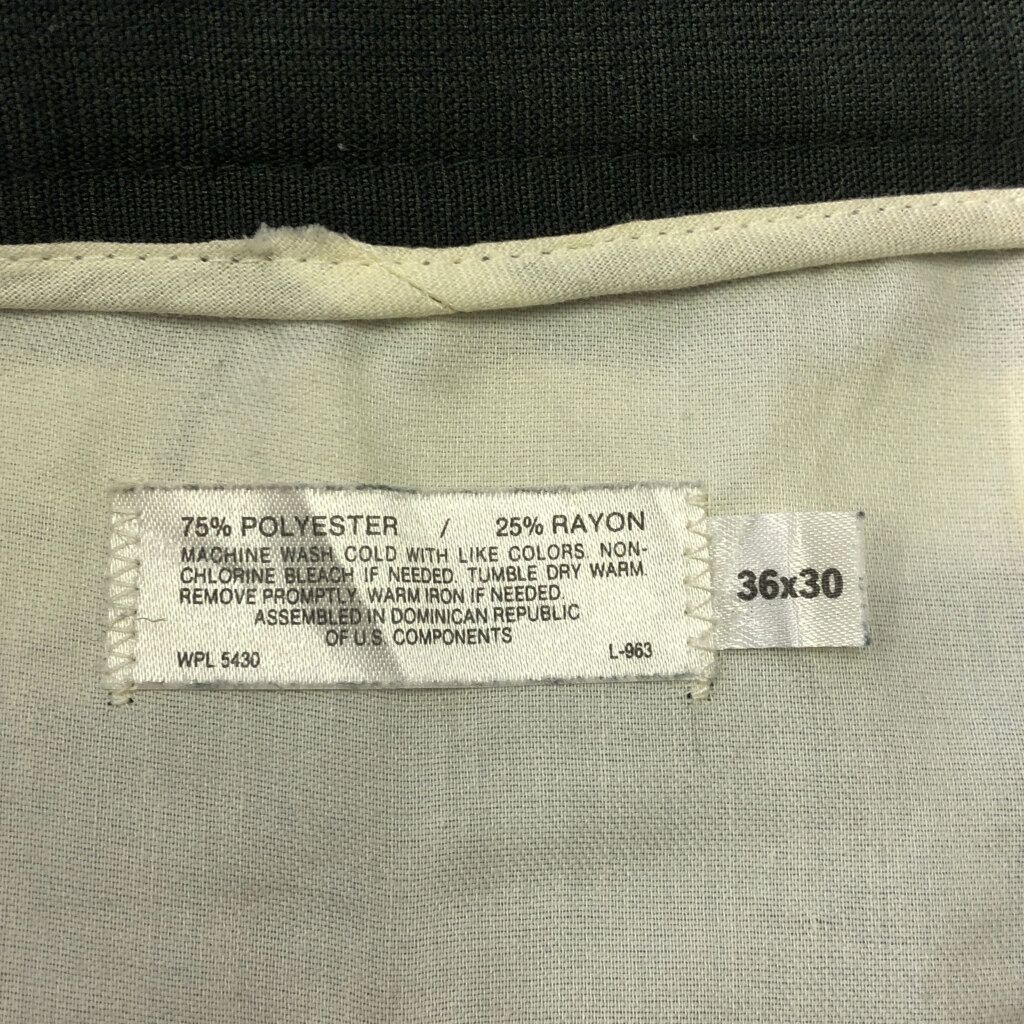 75% POLYESTER / 25% RAYON
MACHINE WASH COLD WITH LIKE COLORS. NON-
CHLORINE BLEACH IF NEEDED. TUMBLE DRY WARM
REMOVE PROMPTLY. WARM IRON IF NEEDED.
ASSEMBLED IN DOMINICAN REPUBLIC
OF U.S. COMPONENTS
WPL 5430 L-963
36x30